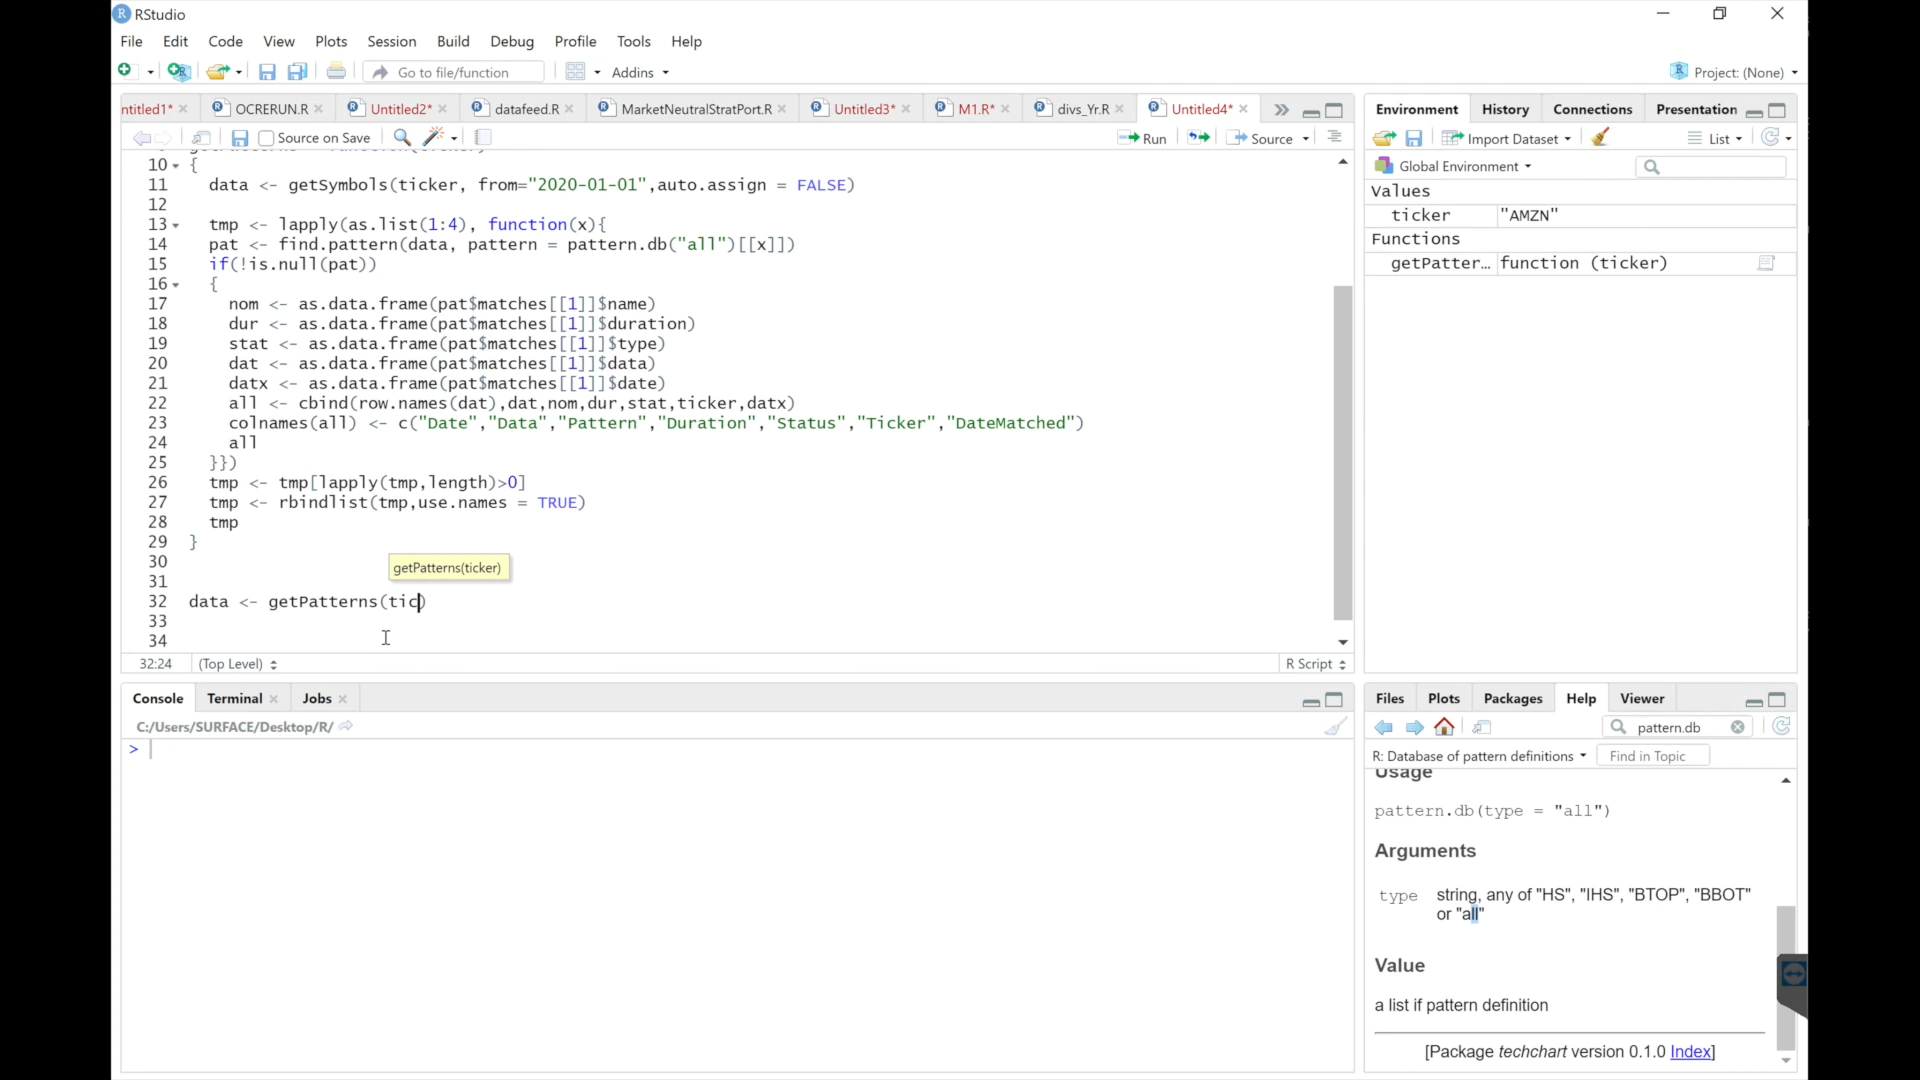 RStudio
File Edit Code View Plots Session Build Debug Profile Tools Help
Go to file/function Addins Project: (None)
ntitled1* OCRERUN.R Untitled2* datafeed.R MarketNeutralStratPort.R Untitled3* M1.R* divs_Yr.R Untitled4*
Source on Save Run Source
10 {
11 data <- getSymbols(ticker, from="2020-01-01",auto.assign = FALSE)
12
13 tmp <- lapply(as.list(1:4), function(x){
14 pat <- find.pattern(data, pattern = pattern.db("all")[[x]])
15 if(!is.null(pat))
16 {
17 nom <- as.data.frame(pat$matches[[1]]$name)
18 dur <- as.data.frame(pat$matches[[1]]$duration)
19 stat <- as.data.frame(pat$matches[[1]]$type)
20 dat <- as.data.frame(pat$matches[[1]]$data)
21 datx <- as.data.frame(pat$matches[[1]]$date)
22 all <- cbind(row.names(dat),dat,nom,dur,stat,ticker,datx)
23 colnames(all) <- c("Date","Data","Pattern","Duration","Status","Ticker","DateMatched")
24 all
25 }})
26 tmp <- tmp[lapply(tmp,length)>0]
27 tmp <- rbindlist(tmp,use.names = TRUE)
28 tmp
29 }
30
getPatterns(ticker)
31
32 data <- getPatterns(tic)
33
34
32:24 (Top Level) R Script
Console Terminal Jobs
C:/Users/SURFACE/Desktop/R/
>
Environment History Connections Presentation
Import Dataset List
Global Environment
Values
ticker "AMZN"
Functions
getPatter... function (ticker)
Files Plots Packages Help Viewer
pattern.db
R: Database of pattern definitions Find in Topic
Usage
pattern.db(type = "all")
Arguments
type string, any of "HS", "IHS", "BTOP", "BBOT"
or "all"
Value
a list if pattern definition
[Package techchart version 0.1.0 Index]